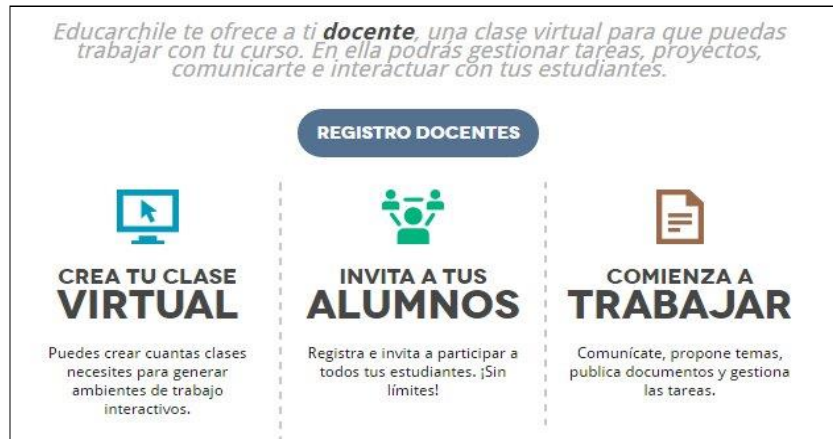 Educarchile te ofrece a ti docente, una clase virtual para que puedas
trabajar con tu curso. En ella podrás gestionar tareas, proyectos,
comunicarte e interactuar con tus estudiantes.
REGISTRO DOCENTES
CREA TU CLASE
VIRTUAL
Puedes crear cuantas clases
necesites para generar
ambientes de trabajo
interactivos.
INVITA A TUS
ALUMNOS
Registra e invita a participar a
todos tus estudiantes. ¡Sin
límites!
COMIENZA A
TRABAJAR
Comunícate, propone temas,
publica documentos y gestiona
las tareas.